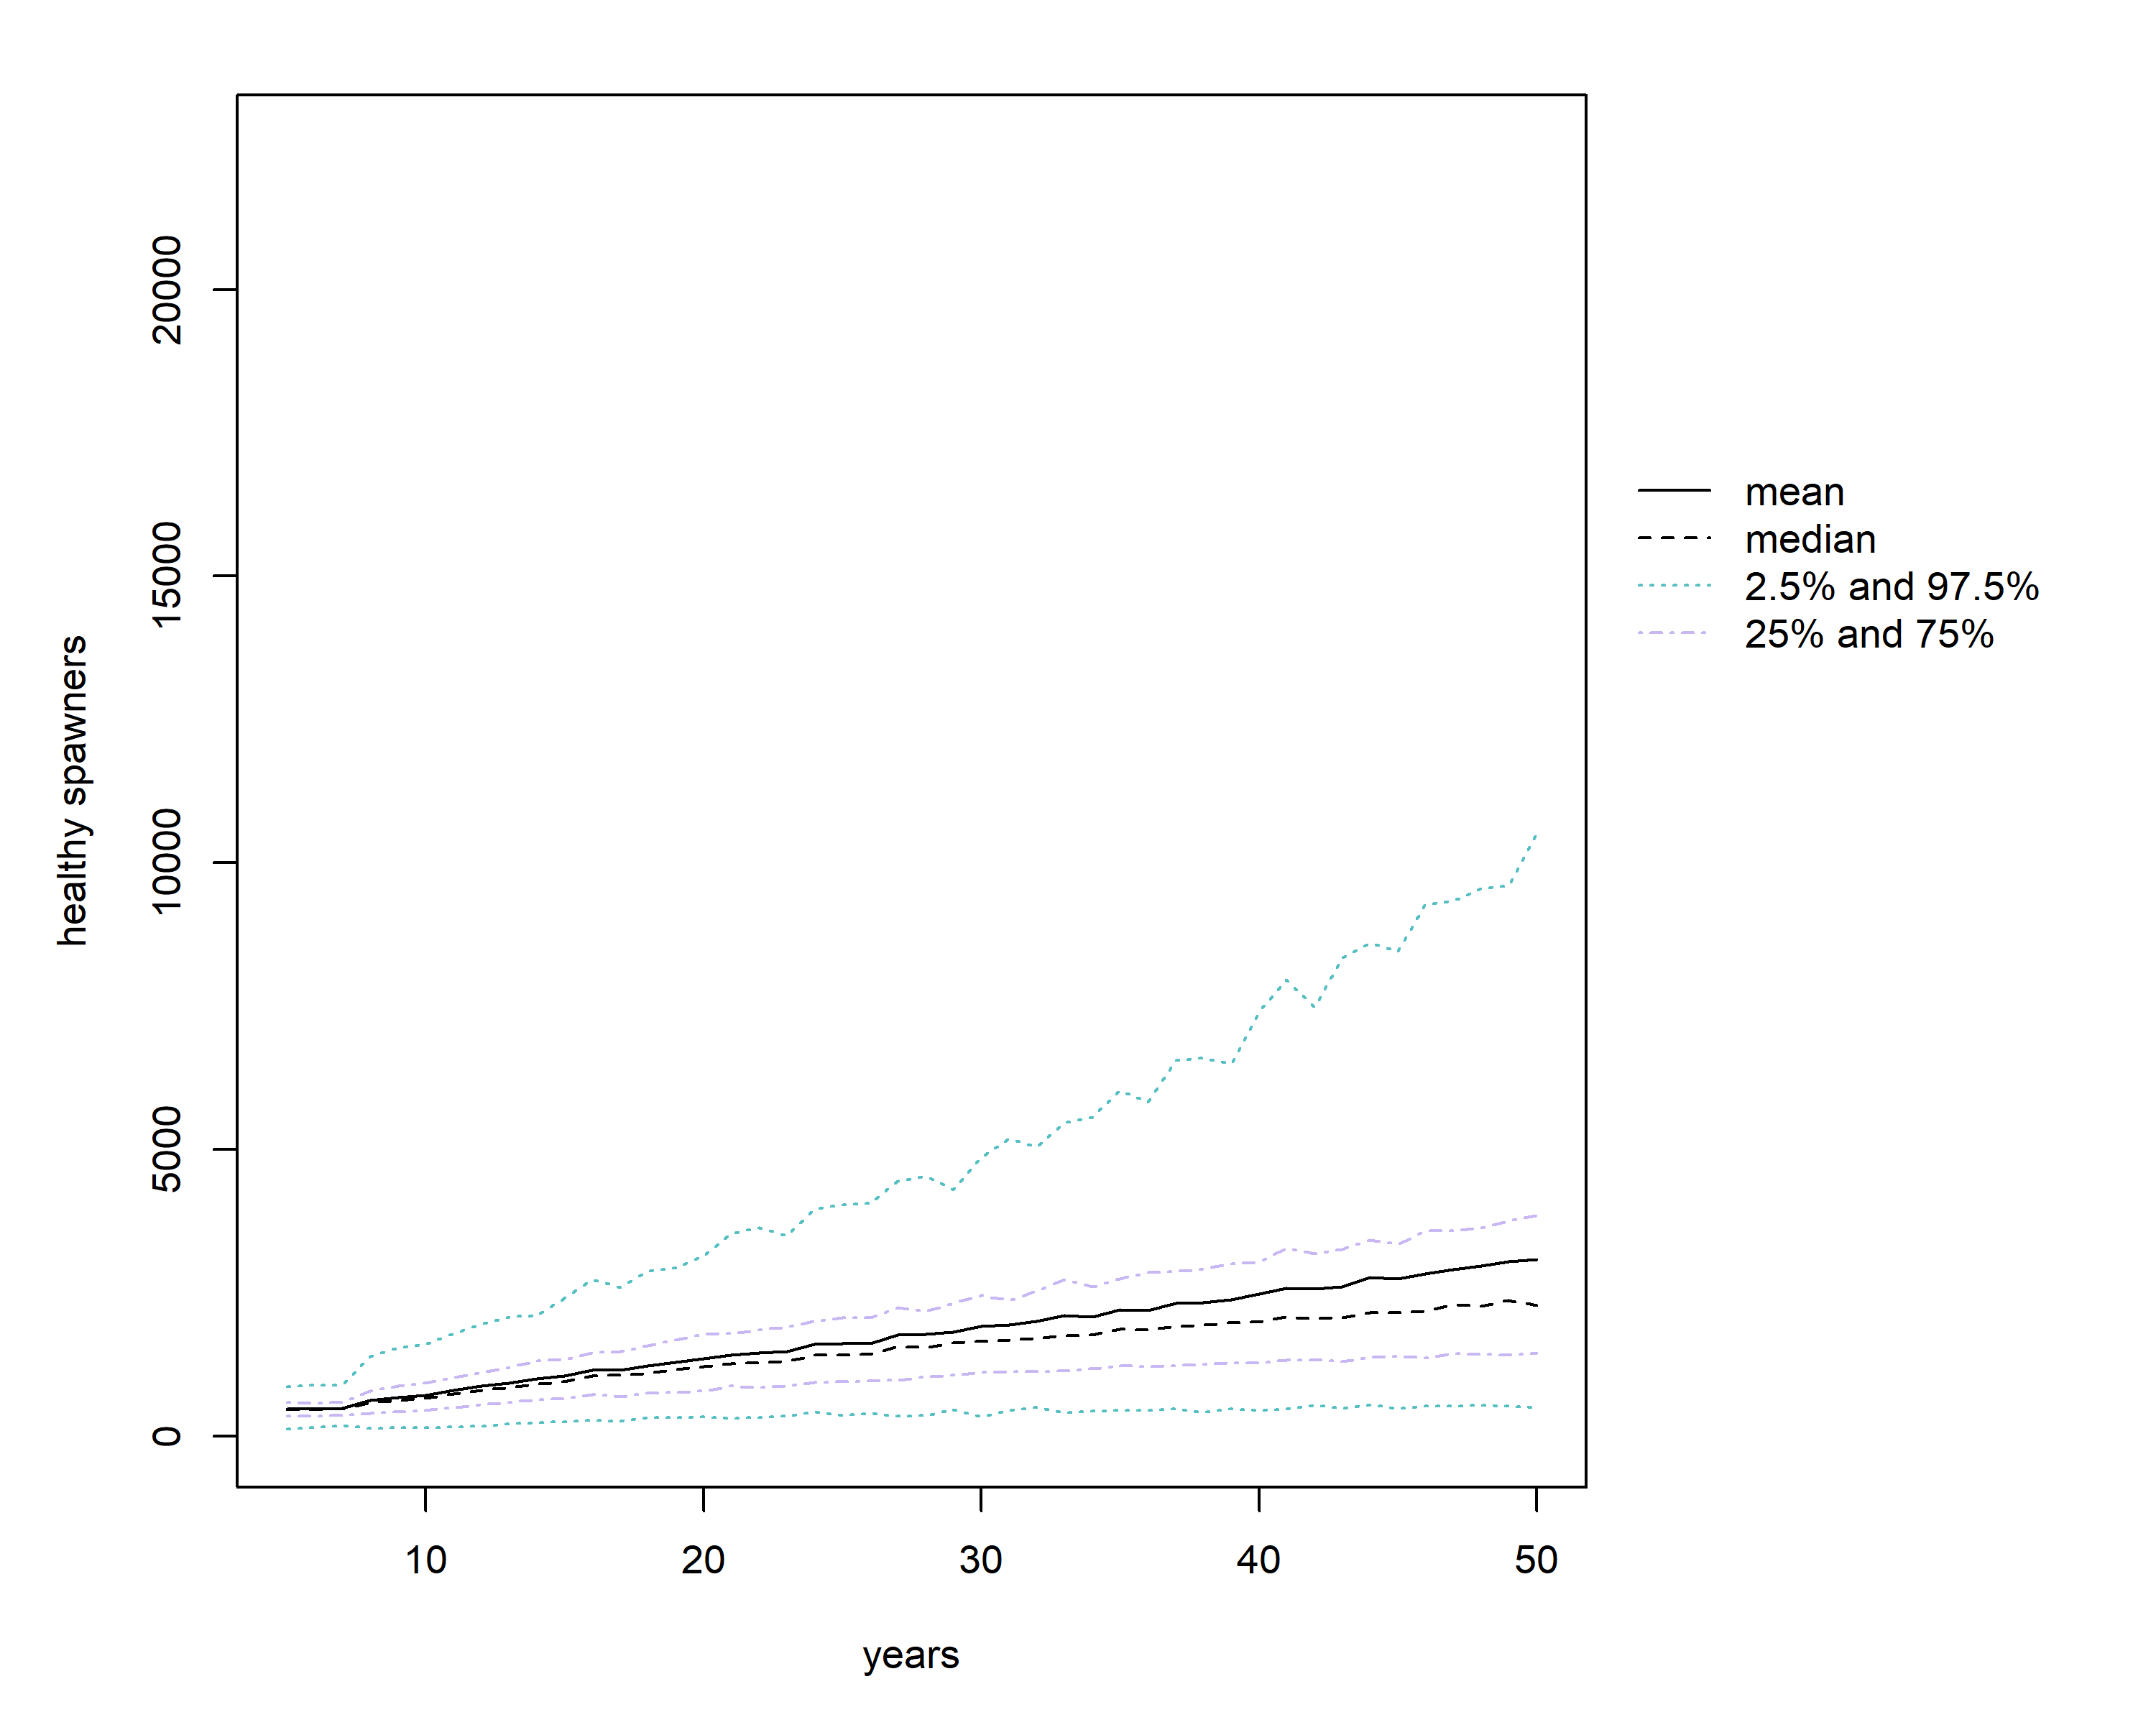 20000
15000
10000
5000
0
healthy spawners
10 20 30 40 50
years
mean
median
2.5% and 97.5%
25% and 75%